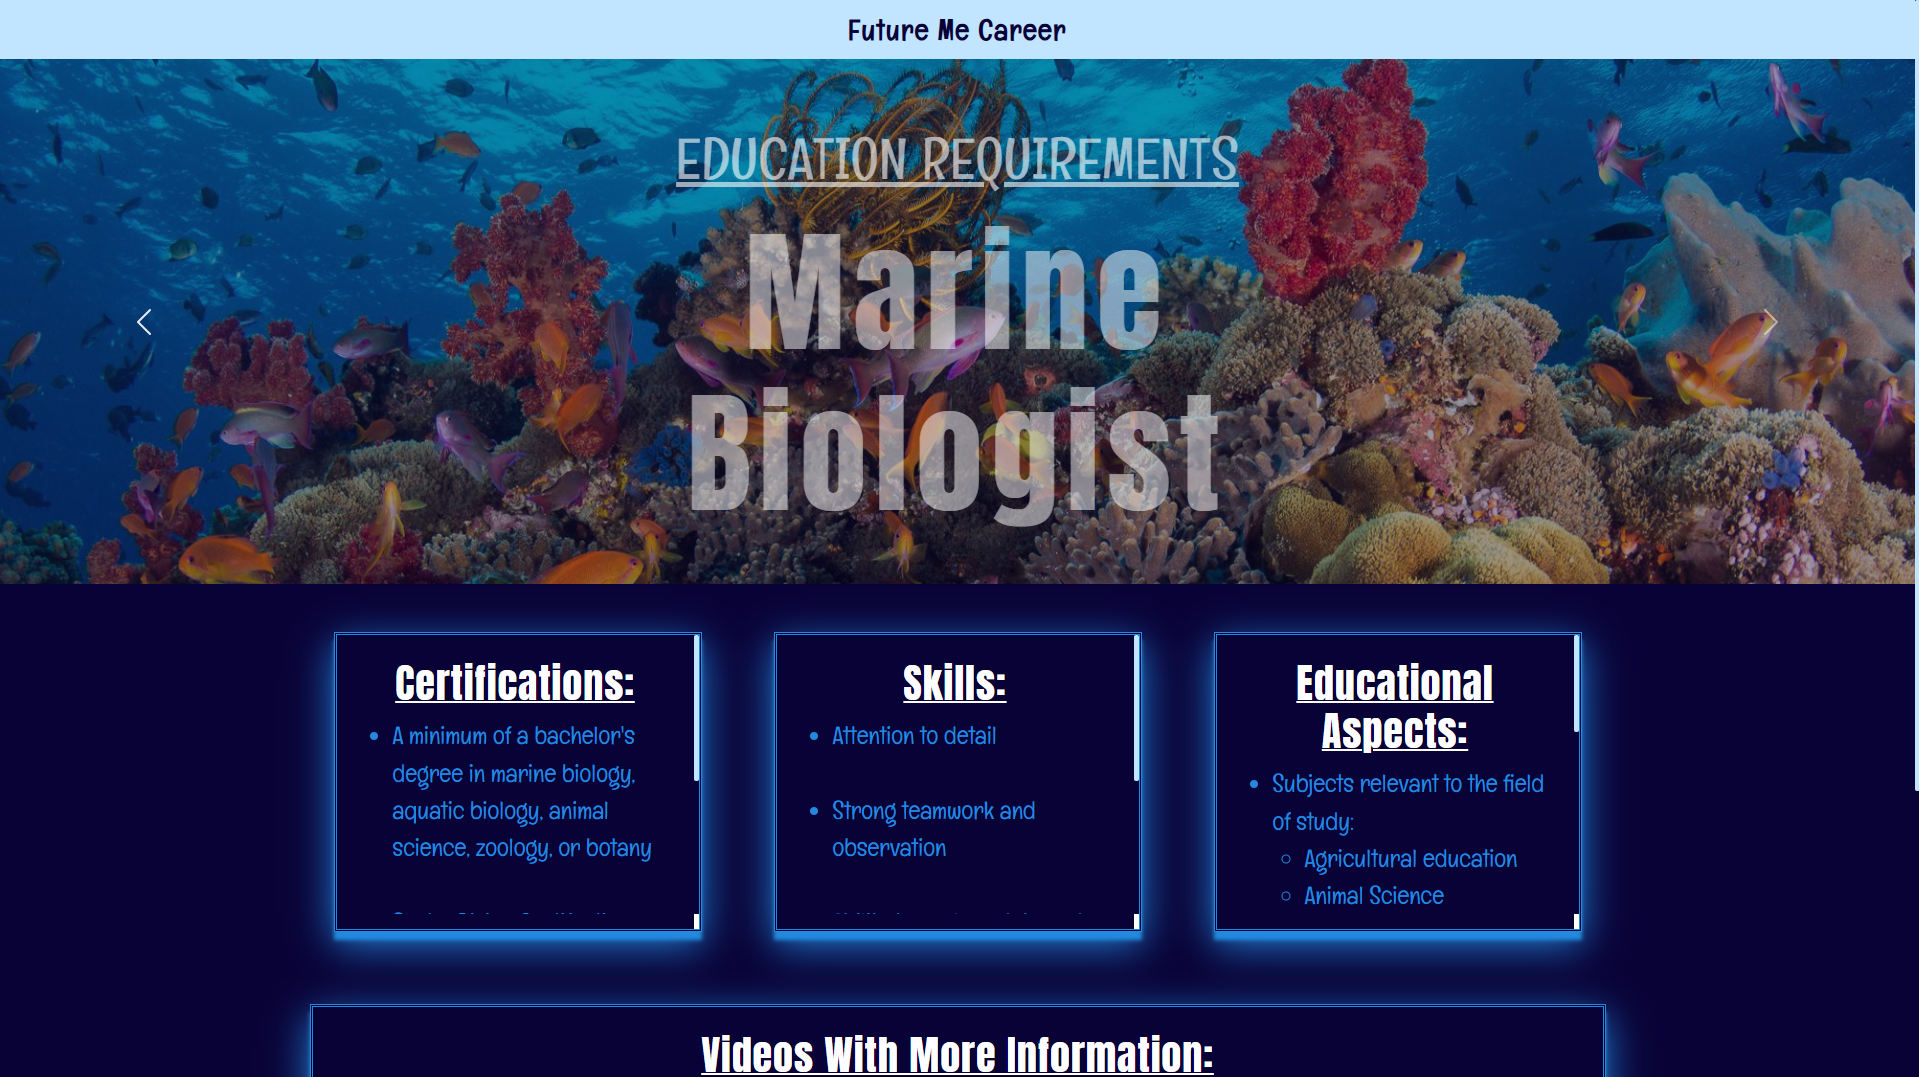 Future Me Career
EDUCATION REQUIREMENTS
Marine
Biologist
Certifications:
A minimum of a bachelor's
degree in marine biology,
aquatic biology, animal
science, zoology, or botany
Skills:
Attention to detail
Strong teamwork and
observation
Educational
Aspects:
Subjects relevant to the field
of study:
Agricultural education
Animal Science
Videos With More Information: